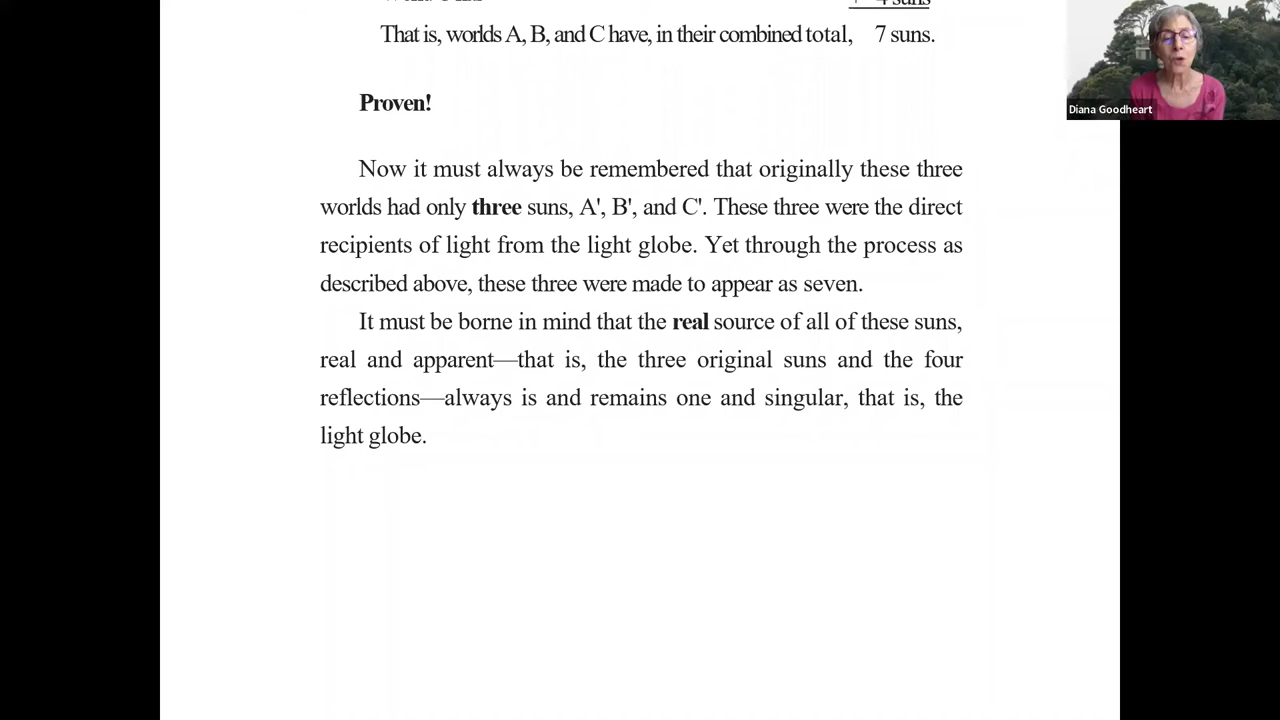 That is, worlds A, B, and C have, in their combined total, 7 suns.
Diana Goodheart
Proven!
Now it must always be remembered that originally these three
worlds had only three suns, A', B', and C'. These three were the direct
recipients of light from the light globe. Yet through the process as
described above, these three were made to appear as seven.
It must be borne in mind that the real source of all of these suns,
real and apparent—that is, the three original suns and the four
reflections—always is and remains one and singular, that is, the
light globe.